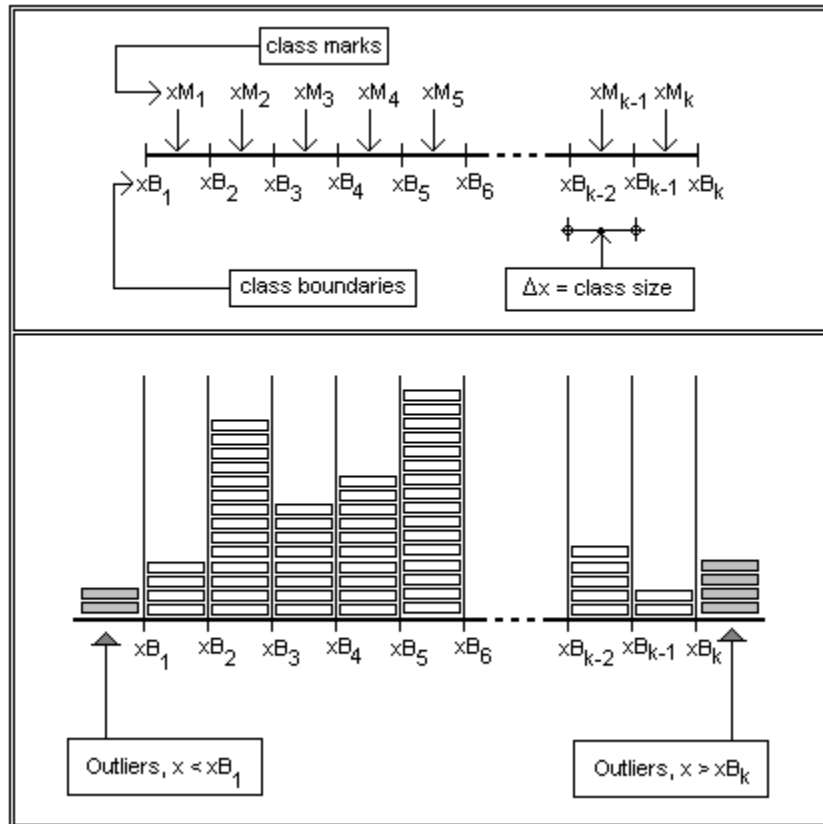 class marks
xM₁ xM₂ xM₃ xM₄ xM₅ xMₖ₋₁ xMₖ
xB₁ xB₂ xB₃ xB₄ xB₅ xB₆ xBₖ₋₂ xBₖ₋₁ xBₖ
class boundaries
Δx = class size
xB₁ xB₂ xB₃ xB₄ xB₅ xB₆ xBₖ₋₂ xBₖ₋₁ xBₖ
Outliers, x < xB₁
Outliers, x > xBₖ